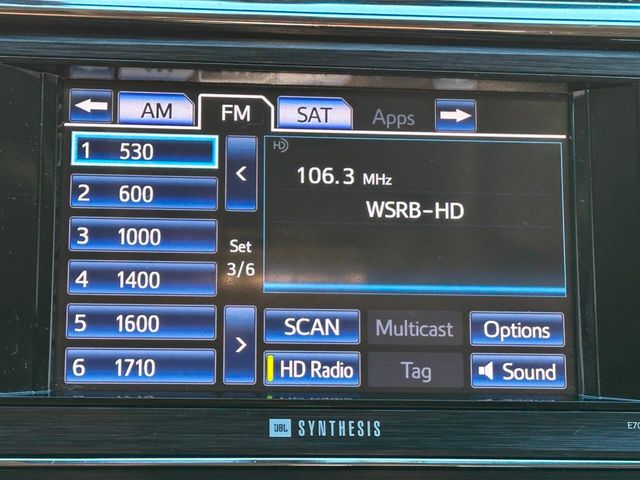 AM
FM
SAT
Apps
1 530
2 600
3 1000
4 1400
5 1600
6 1710
<
Set
3/6
>
HD
106.3 MHz
WSRB-HD
SCAN
Multicast
Options
HD Radio
Tag
Sound
JBL SYNTHESIS
E70